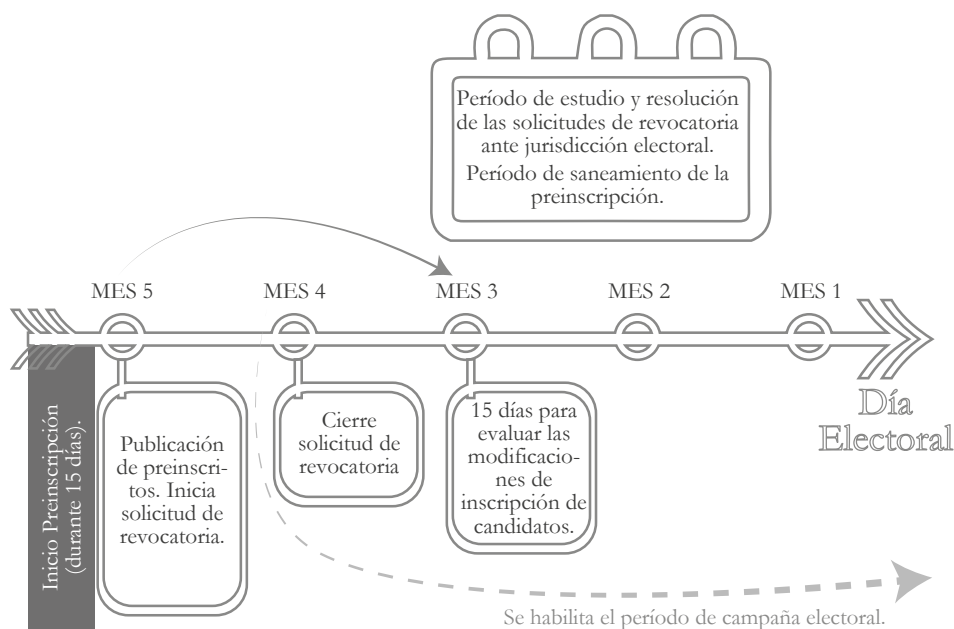 Período de estudio y resolución
de las solicitudes de revocatoria
ante jurisdicción electoral.
Período de saneamiento de la
preinscripción.
MES 5
MES 4
MES 3
MES 2
MES 1
Inicio Preinscripción
(durante 15 días).
Publicación
de preinscri-
tos. Inicia
solicitud de
revocatoria.
Cierre
solicitud de
revocatoria
15 días para
evaluar las
modificacio-
nes de
inscripción de
candidatos.
Día
Electoral
Se habilita el período de campaña electoral.